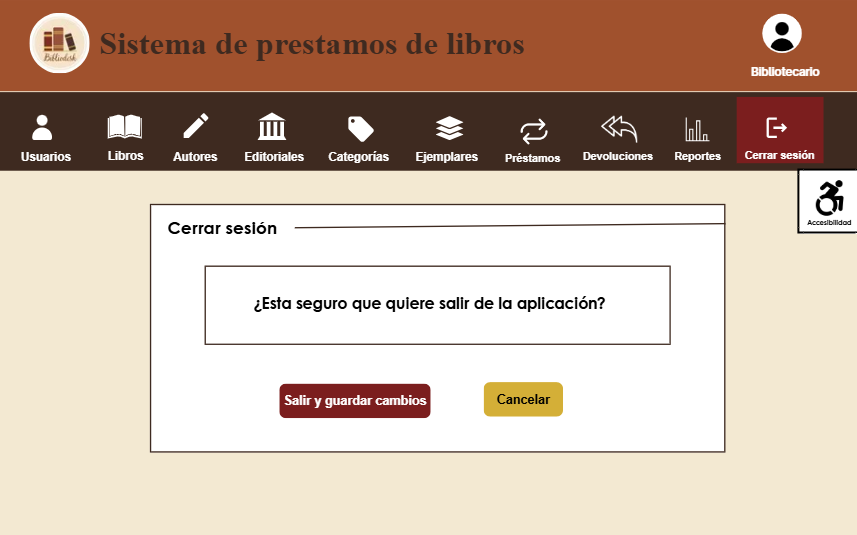 Bibliodesk
Sistema de prestamos de libros
Bibliotecario
Usuarios
Libros
Autores
Editoriales
Categorías
Ejemplares
Préstamos
Devoluciones
Reportes
Cerrar sesión
Accesibilidad
Cerrar sesión
¿Esta seguro que quiere salir de la aplicación?
Salir y guardar cambios
Cancelar